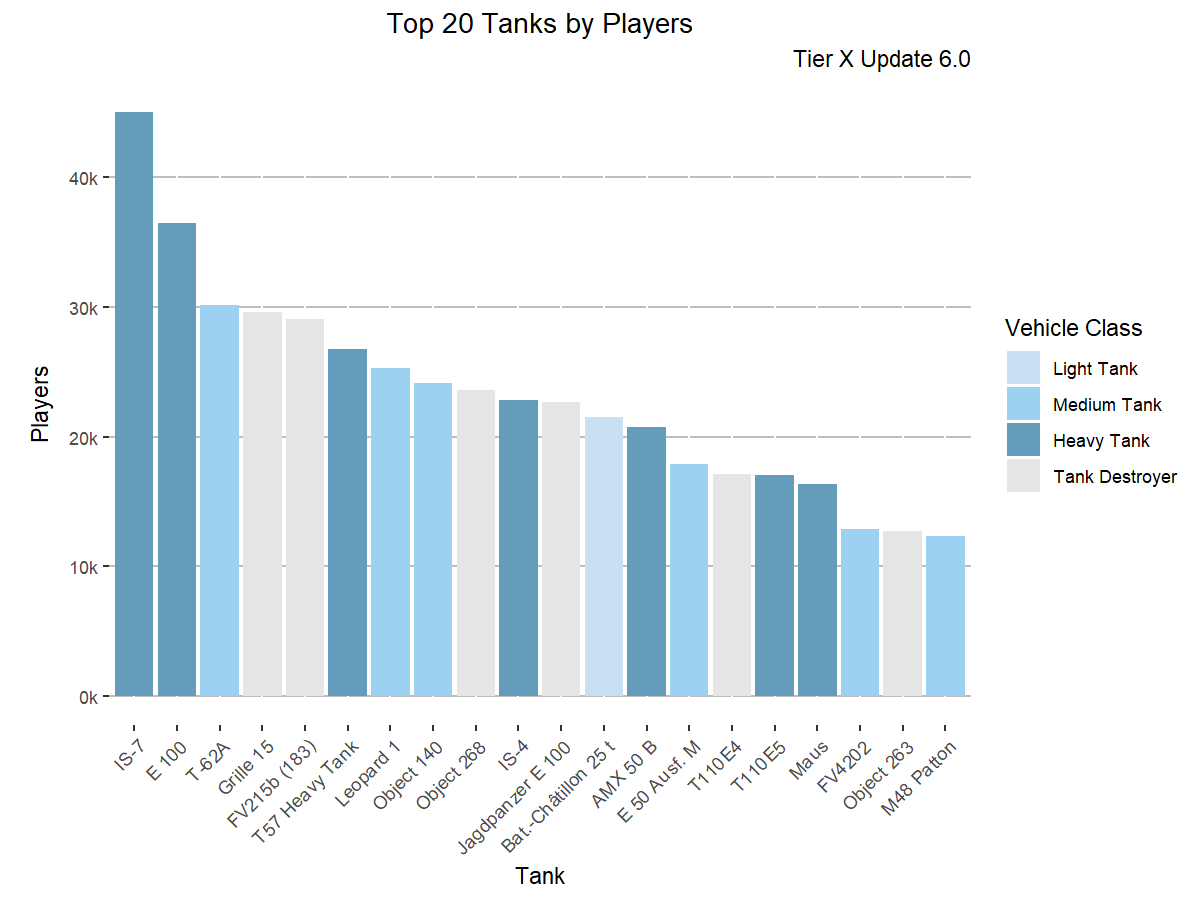 Top 20 Tanks by Players
Tier X Update 6.0
Players
40k
30k
20k
10k
0k
IS-7
E 100
T-62A
Grille 15
FV215b (183)
T57 Heavy Tank
Leopard 1
Object 140
Object 268
IS-4
Jagdpanzer E 100
Bat.-Châtillon 25 t
AMX 50 B
E 50 Ausf. M
T110E4
T110E5
Maus
FV4202
Object 263
M48 Patton
Tank
Vehicle Class
Light Tank
Medium Tank
Heavy Tank
Tank Destroyer